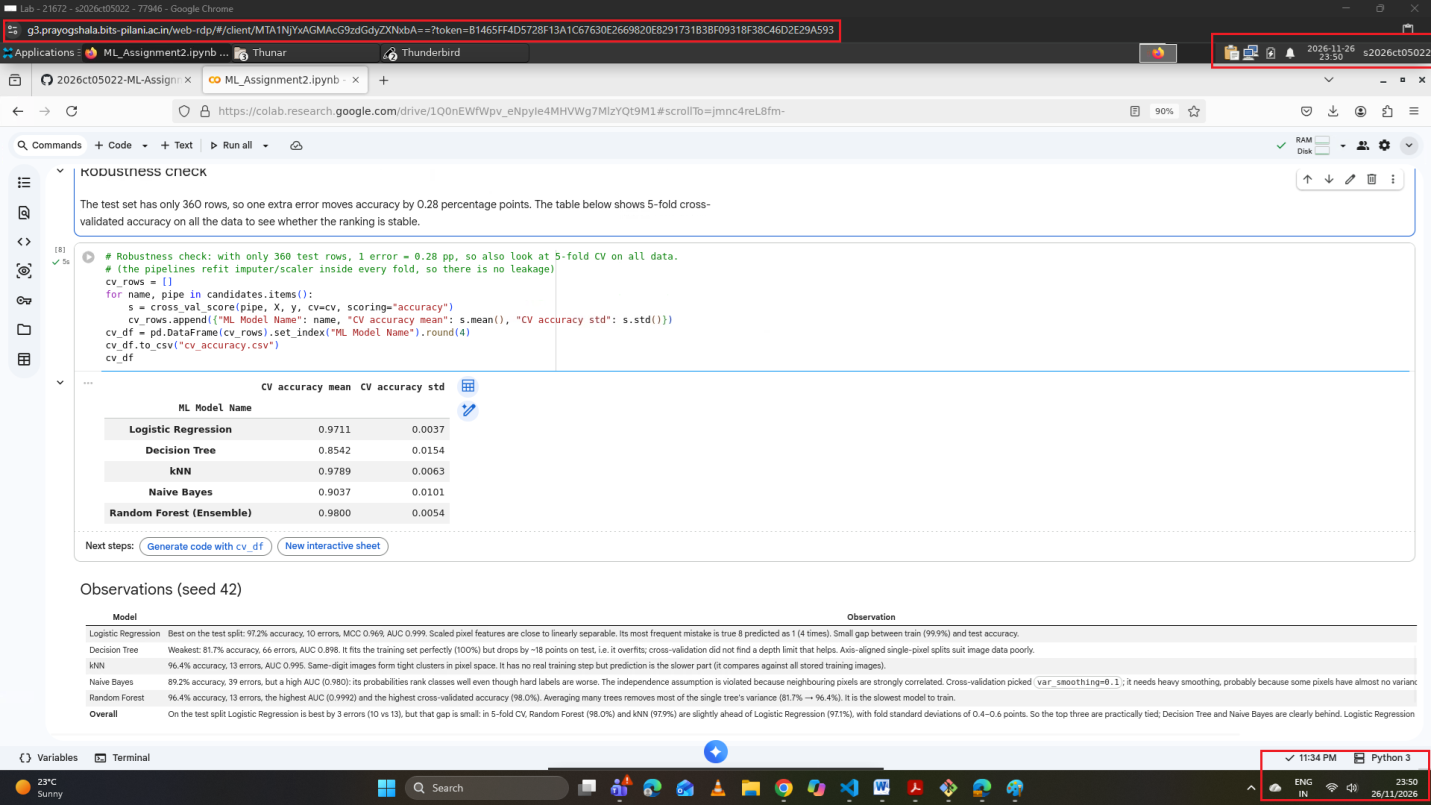 Lab - 21672 - s2026ct05022 - 77946 - Google Chrome
g3.prayogshala.bits-pilani.ac.in/web-rdp/#/client/MTA1NjYxAGMAcG9zdGdyZXNxbA==?token=B1465FF4D5728F13A1C67630E2669820E8291731B3BF09318F38C46D2E29A593
Applications ML_Assignment2.ipynb ... 3 Thunar 2 Thunderbird 2026-11-26 23:50 s2026ct05022
2026ct05022-ML-Assignm ML_Assignment2.ipynb -
https://colab.research.google.com/drive/1Q0nEWfWpv_eNpyIe4MHVWg7MlzYQt9M1#scrollTo=jmnc4reL8fm- 90%
Commands + Code + Text Run all RAM Disk
Robustness check
The test set has only 360 rows, so one extra error moves accuracy by 0.28 percentage points. The table below shows 5-fold cross-
validated accuracy on all the data to see whether the ranking is stable.
[8]
5s
# Robustness check: with only 360 test rows, 1 error = 0.28 pp, so also look at 5-fold CV on all data.
# (the pipelines refit imputer/scaler inside every fold, so there is no leakage)
cv_rows = []
for name, pipe in candidates.items():
    s = cross_val_score(pipe, X, y, cv=cv, scoring="accuracy")
    cv_rows.append({"ML Model Name": name, "CV accuracy mean": s.mean(), "CV accuracy std": s.std()})
cv_df = pd.DataFrame(cv_rows).set_index("ML Model Name").round(4)
cv_df.to_csv("cv_accuracy.csv")
cv_df
CV accuracy mean CV accuracy std
ML Model Name
Logistic Regression 0.9711 0.0037
Decision Tree 0.8542 0.0154
kNN 0.9789 0.0063
Naive Bayes 0.9037 0.0101
Random Forest (Ensemble) 0.9800 0.0054
Next steps: Generate code with cv_df New interactive sheet
Observations (seed 42)
Model Observation
Logistic Regression Best on the test split: 97.2% accuracy, 10 errors, MCC 0.969, AUC 0.999. Scaled pixel features are close to linearly separable. Its most frequent mistake is true 8 predicted as 1 (4 times). Small gap between train (99.9%) and test accuracy.
Decision Tree Weakest: 81.7% accuracy, 66 errors, AUC 0.898. It fits the training set perfectly (100%) but drops by ~18 points on test, i.e. it overfits; cross-validation did not find a depth limit that helps. Axis-aligned single-pixel splits suit image data poorly.
kNN 96.4% accuracy, 13 errors, AUC 0.995. Same-digit images form tight clusters in pixel space. It has no real training step but prediction is the slower part (it compares against all stored training images).
Naive Bayes 89.2% accuracy, 39 errors, but a high AUC (0.980): its probabilities rank classes well even though hard labels are worse. The independence assumption is violated because neighbouring pixels are strongly correlated. Cross-validation picked var_smoothing=0.1; it needs heavy smoothing, probably because some pixels have almost no varianc
Random Forest 96.4% accuracy, 13 errors, the highest AUC (0.9992) and the highest cross-validated accuracy (98.0%). Averaging many trees removes most of the single tree's variance (81.7% → 96.4%). It is the slowest model to train.
Overall On the test split Logistic Regression is best by 3 errors (10 vs 13), but that gap is small: in 5-fold CV, Random Forest (98.0%) and kNN (97.9%) are slightly ahead of Logistic Regression (97.1%), with fold standard deviations of 0.4–0.6 points. So the top three are practically tied; Decision Tree and Naive Bayes are clearly behind. Logistic Regression
Variables Terminal 11:34 PM Python 3
23°C
Sunny
Search
ENG
IN
23:50
26/11/2026